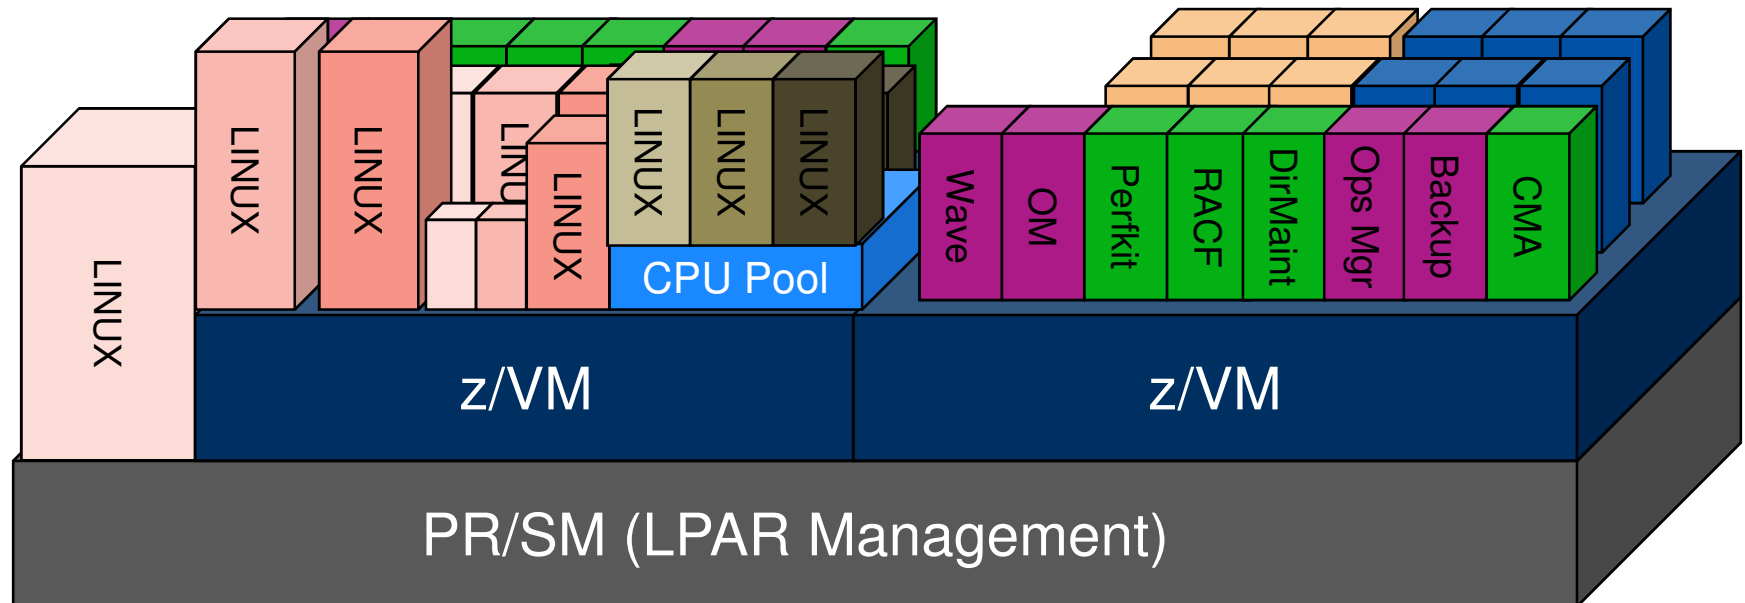 LINUX
LINUX
LINUX
LINUX
LINUX
LINUX
LINUX
LINUX
CPU Pool
Wave
OM
Perfkit
RACF
DirMaint
Ops Mgr
Backup
CMA
z/VM
z/VM
PR/SM (LPAR Management)